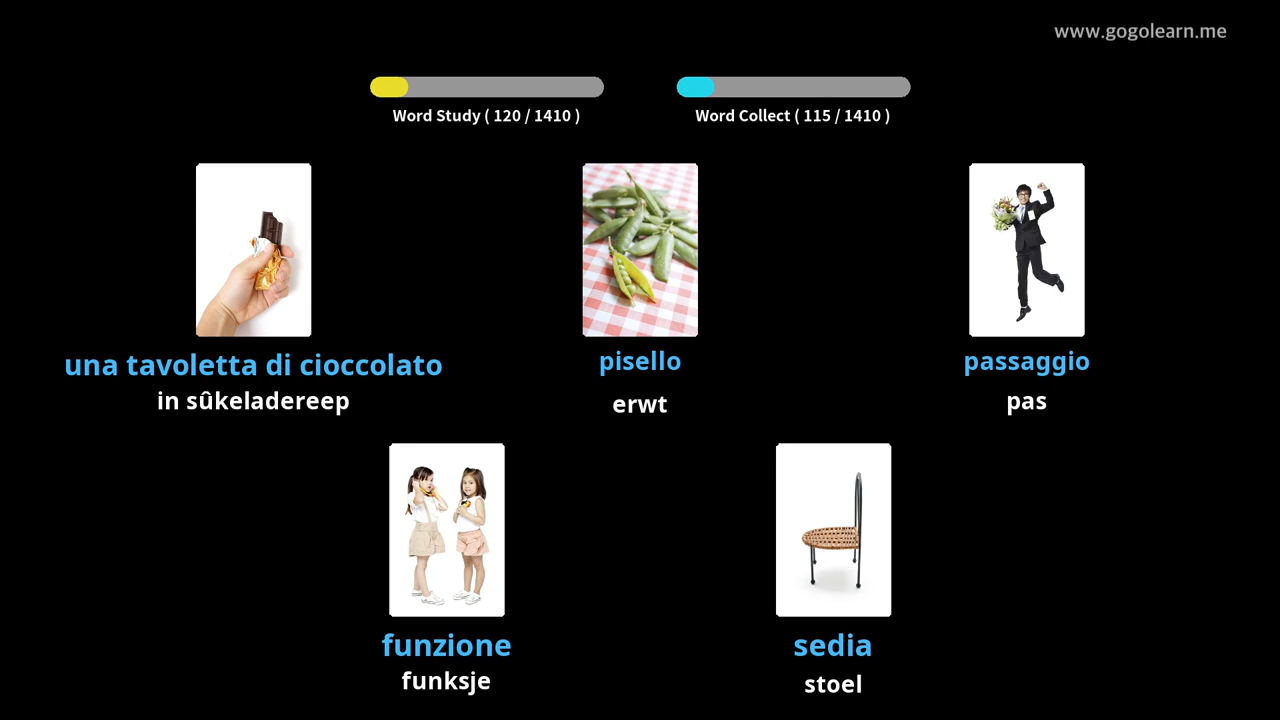 www.gogolearn.me
Word Study ( 120 / 1410 )
Word Collect ( 115 / 1410 )
una tavoletta di cioccolato
in sûkeladereep
pisello
erwt
passaggio
pas
funzione
funksje
sedia
stoel